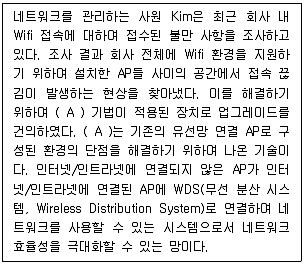 네트워크를 관리하는 사원 Kim은 최근 회사 내
Wifi 접속에 대하여 접수된 불만 사항을 조사하고
있다. 조사 결과 회사 전체에 Wifi 환경을 지원하
기 위하여 설치한 AP들 사이의 공간에서 접속 끊
김이 발생하는 현상을 찾아냈다. 이를 해결하기
위하여 ( A ) 기법이 적용된 장치로 업그레이드를
건의하였다. ( A )는 기존의 유선망 연결 AP로 구
성된 환경의 단점을 해결하기 위하여 나온 기술이
다. 인터넷/인트라넷에 연결되지 않은 AP가 인터
넷/인트라넷에 연결된 AP에 WDS(무선 분산 시스
템, Wireless Distribution System)로 연결하여 네
트워크를 사용할 수 있는 시스템으로서 네트워크
효율성을 극대화할 수 있는 망이다.